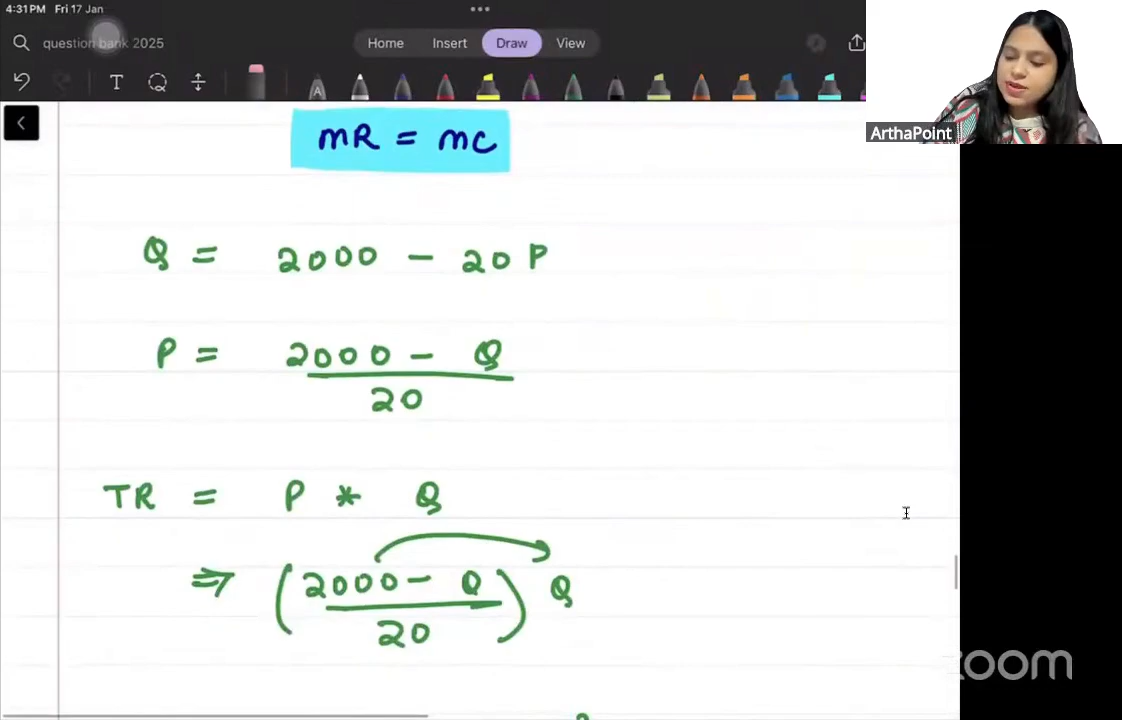 4:31PM Fri 17 Jan
question bank 2025
Home Insert Draw View
T
A
ArthaPoint
MR = MC
Q = 2000 - 20 P
P = 2000 - Q
20
TR = P * Q
⇒ (2000 - Q) Q
20
zoom